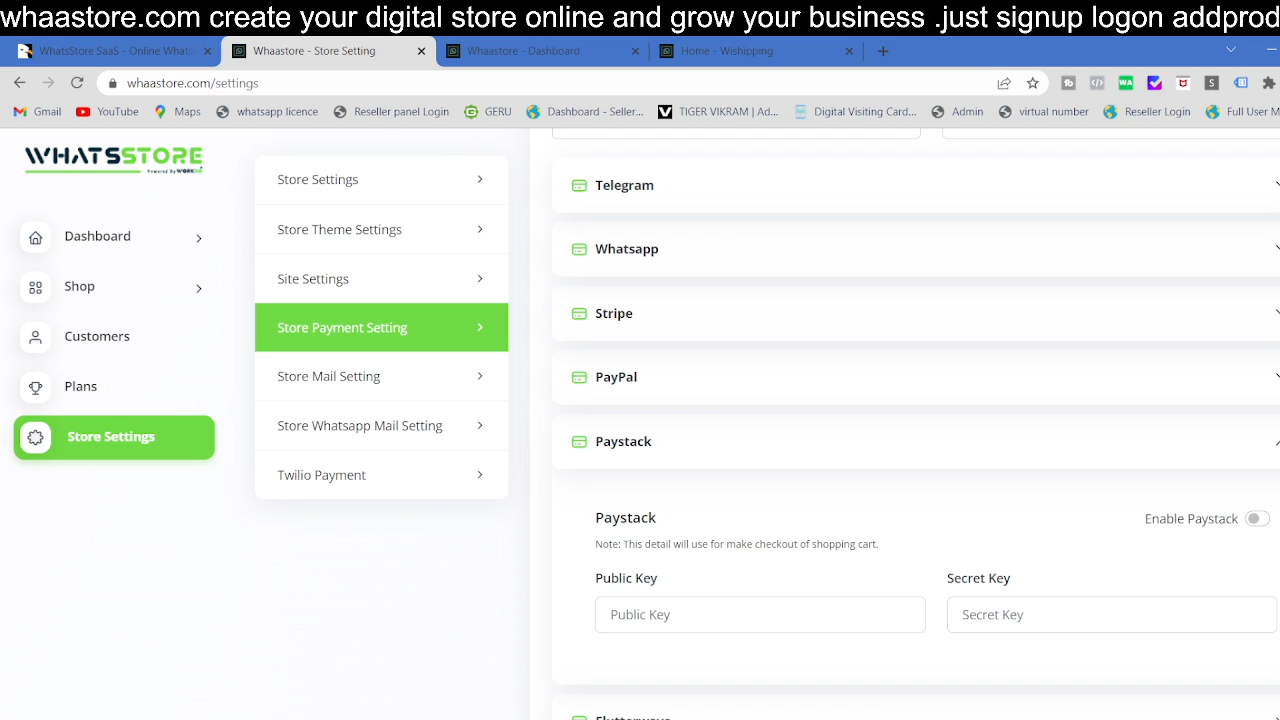 whaastore.com create your digital store online and grow your business .just signup logon addprod
WhatsStore SaaS - Online Whats
Whaastore - Store Setting
Whaastore - Dashboard
Home - Wishipping
whaastore.com/settings
Gmail
YouTube
Maps
whatsapp licence
Reseller panel Login
GERU
Dashboard - Seller...
TIGER VIKRAM | Ad...
Digital Visiting Card...
Admin
virtual number
Reseller Login
Full User M
WHATSSTORE
Powered By WORKDO
Dashboard
Shop
Customers
Plans
Store Settings
Store Settings
Store Theme Settings
Site Settings
Store Payment Setting
Store Mail Setting
Store Whatsapp Mail Setting
Twilio Payment
Telegram
Whatsapp
Stripe
PayPal
Paystack
Paystack
Enable Paystack
Note: This detail will use for make checkout of shopping cart.
Public Key
Secret Key
Public Key
Secret Key